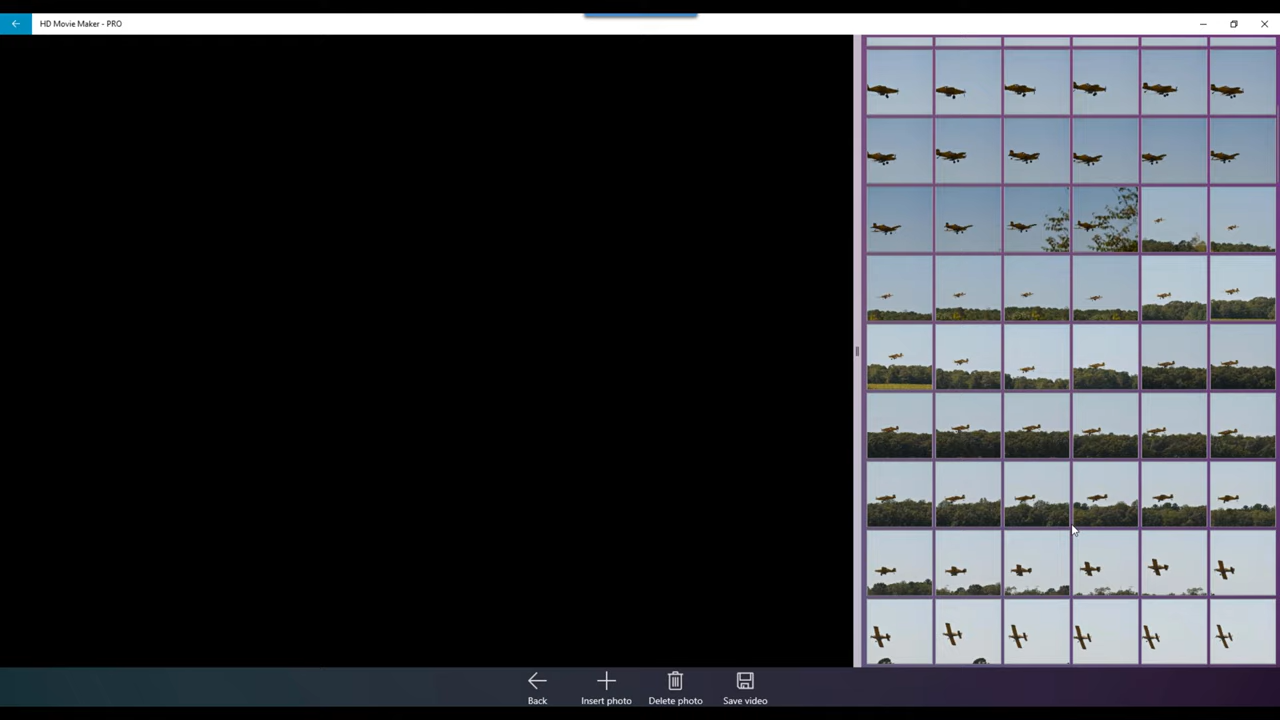 HD Movie Maker - PRO
Back
Insert photo
Delete photo
Save video